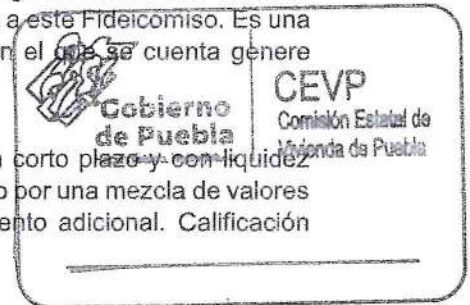 a este Fideicomiso. Es una
n el que se cuenta genere
Gobierno
de Puebla
CEVP
Comisión Estatal de
Vivienda de Puebla
corto plazo y con liquidez
o por una mezcla de valores
ento adicional. Calificación